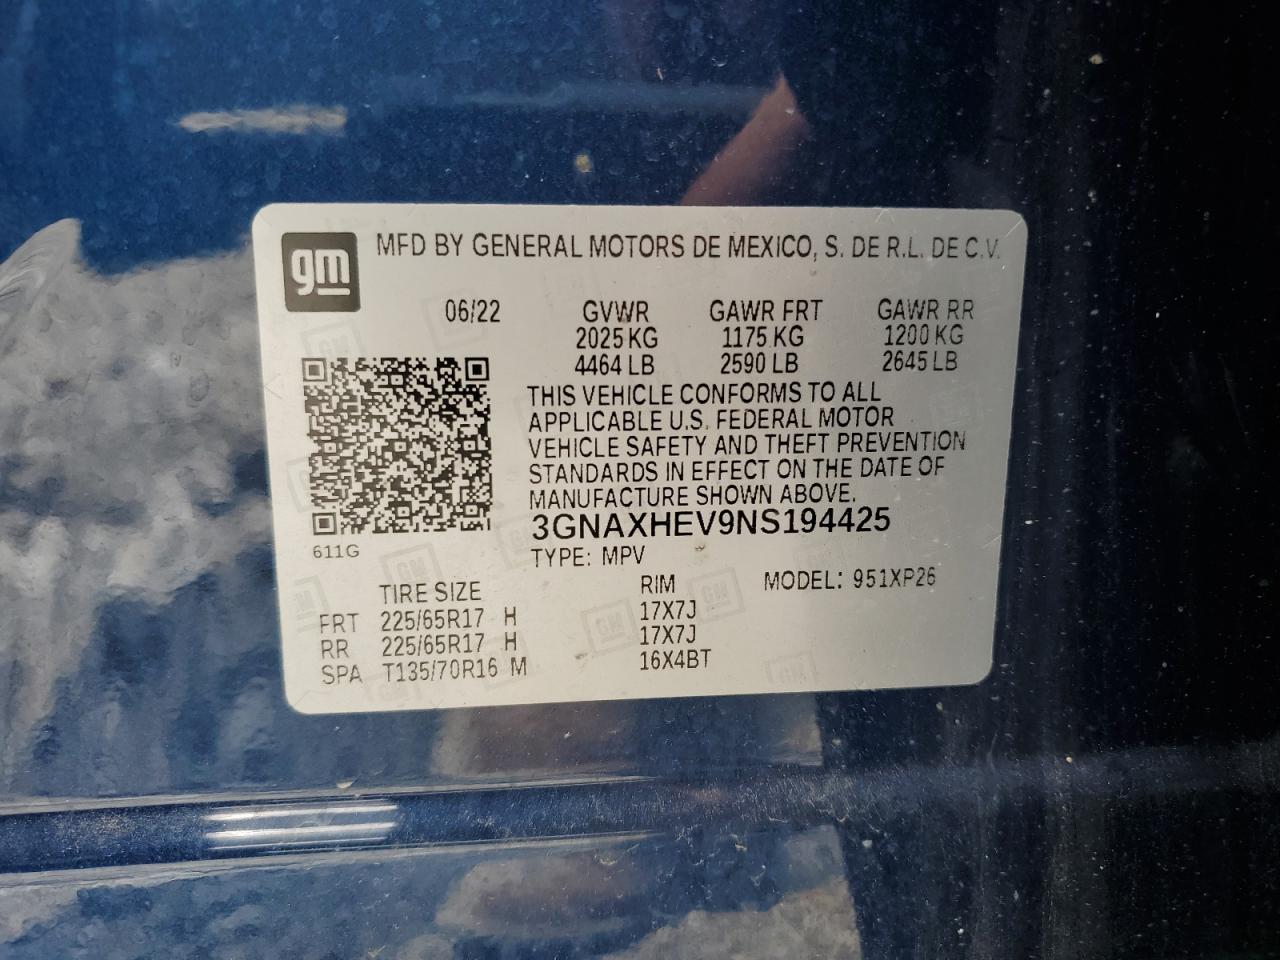 gm MFD BY GENERAL MOTORS DE MEXICO, S. DE R.L. DE C.V.
06/22 GVWR GAWR FRT GAWR RR
2025 KG 1175 KG 1200 KG
4464 LB 2590 LB 2645 LB
THIS VEHICLE CONFORMS TO ALL
APPLICABLE U.S. FEDERAL MOTOR
VEHICLE SAFETY AND THEFT PREVENTION
STANDARDS IN EFFECT ON THE DATE OF
MANUFACTURE SHOWN ABOVE.
3GNAXHEV9NS194425
611G
TYPE: MPV
TIRE SIZE RIM MODEL: 951XP26
FRT 225/65R17 H 17X7J
RR 225/65R17 H 17X7J
SPA T135/70R16 M 16X4BT